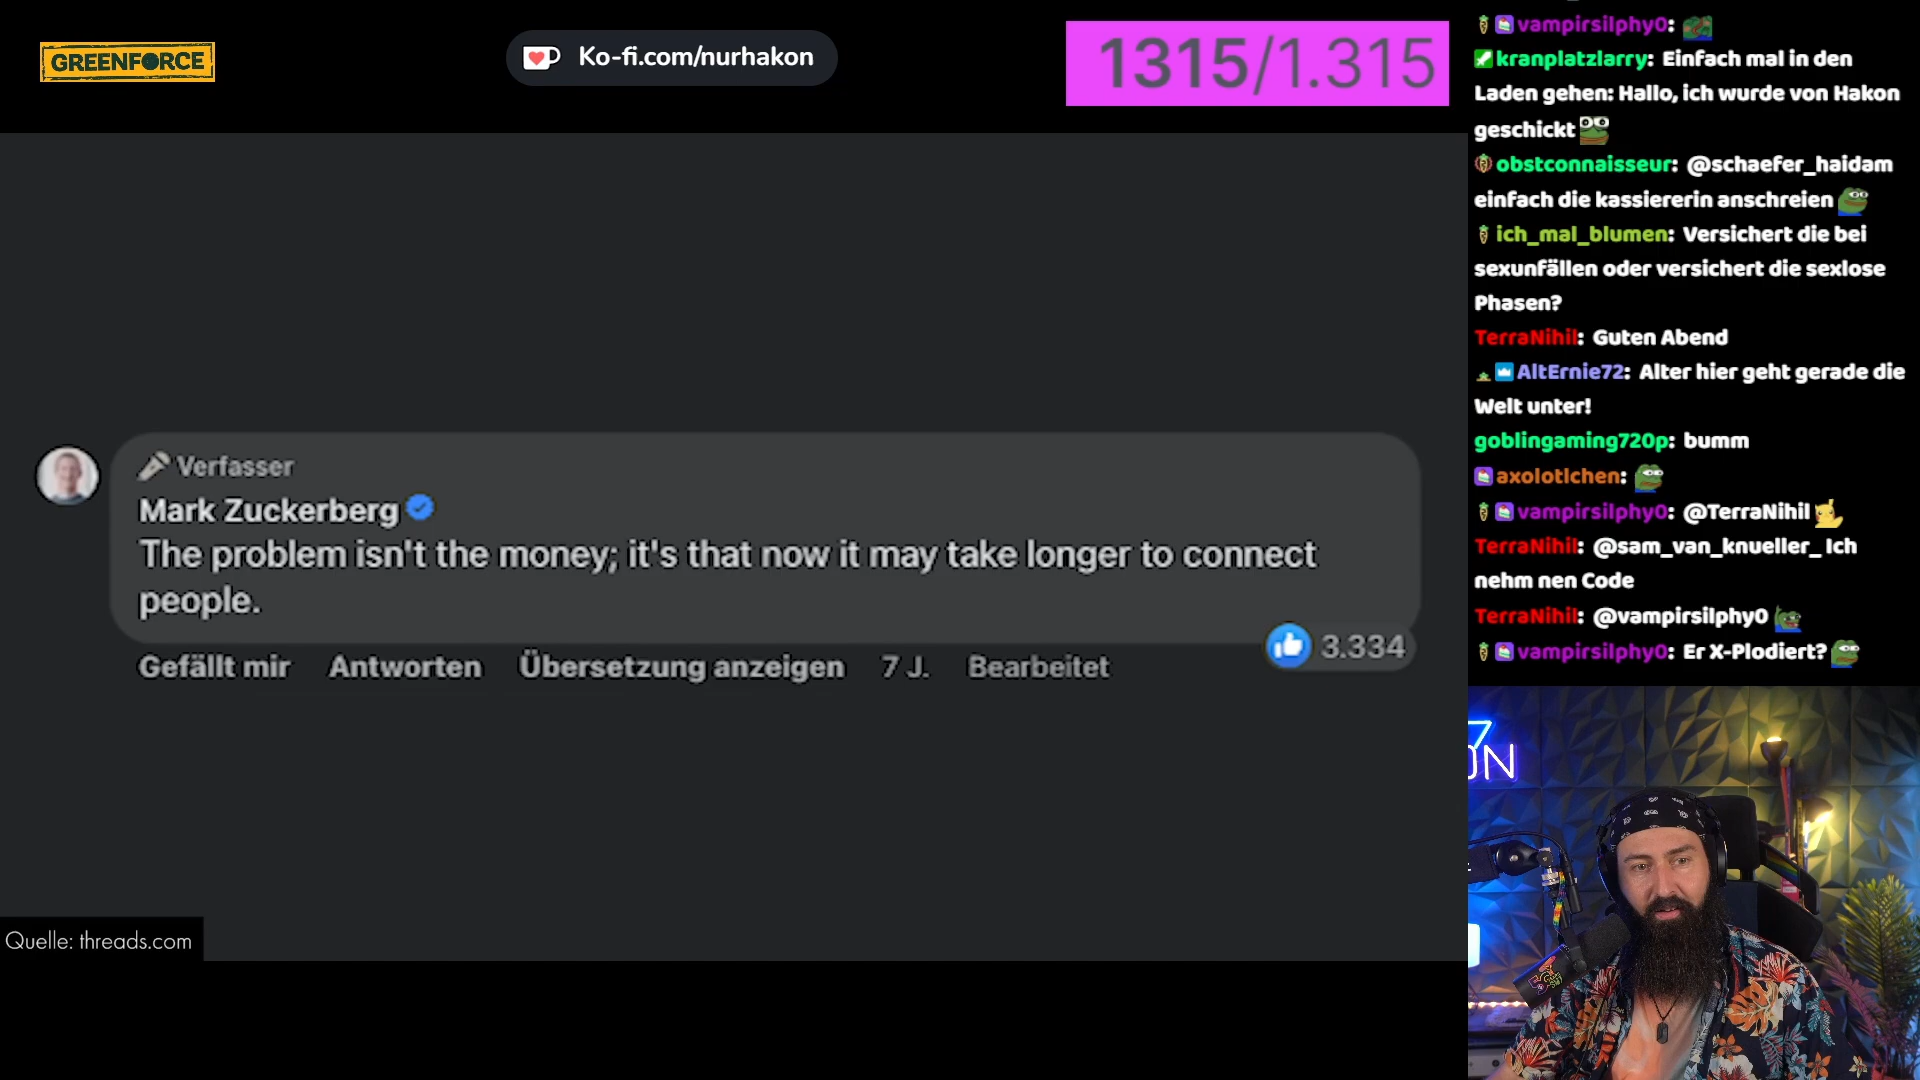 GREENFORCE
Ko-fi.com/nurhakon
1315/1.315
Verfasser
Mark Zuckerberg
The problem isn't the money; it's that now it may take longer to connect
people.
3.334
Gefällt mir Antworten Übersetzung anzeigen 7 J. Bearbeitet
Quelle: threads.com
vampirsilphy0:
kranplatzlarry: Einfach mal in den
Laden gehen: Hallo, ich wurde von Hakon
geschickt
obstconnaisseur: @schaefer_haidam
einfach die kassiererin anschreien
ich_mal_blumen: Versichert die bei
sexunfällen oder versichert die sexlose
Phasen?
TerraNihil: Guten Abend
AltErnie72: Alter hier geht gerade die
Welt unter!
goblingaming720p: bumm
axolotlchen:
vampirsilphy0: @TerraNihil
TerraNihil: @sam_van_knueller_ Ich
nehm nen Code
TerraNihil: @vampirsilphy0
vampirsilphy0: Er X-Plodiert?
ON